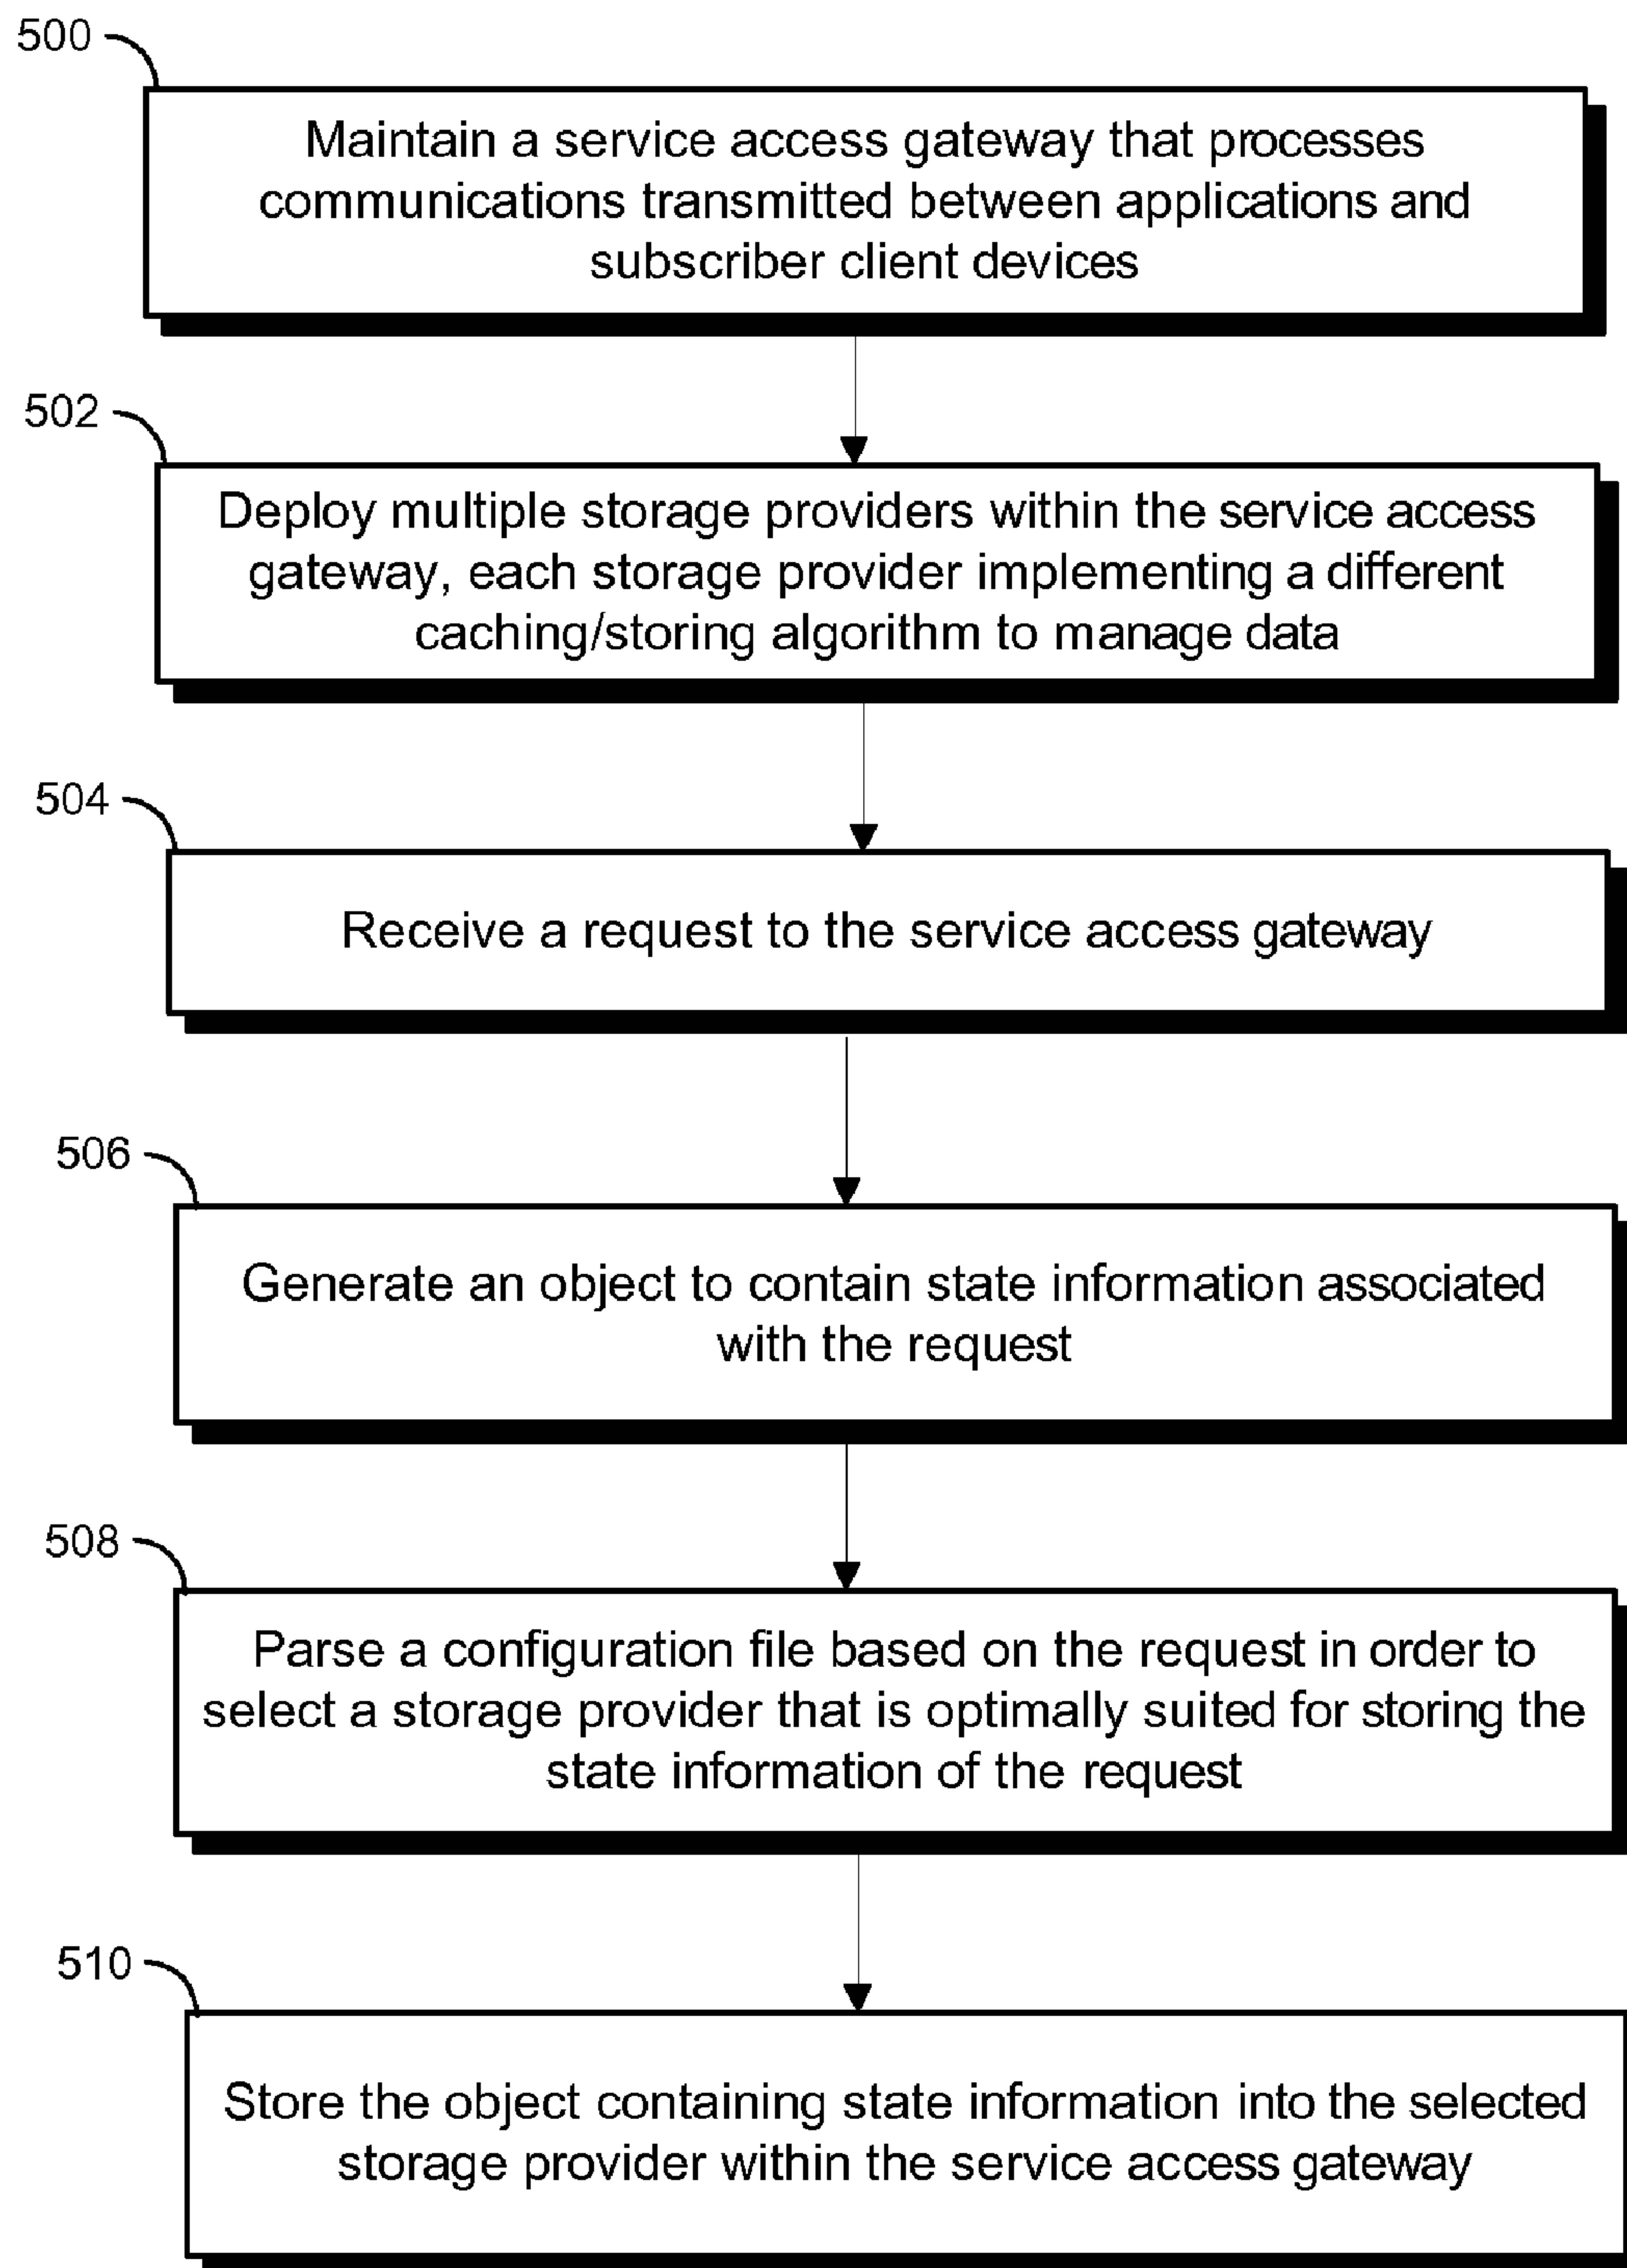 500
Maintain a service access gateway that processes
communications transmitted between applications and
subscriber client devices
502
Deploy multiple storage providers within the service access
gateway, each storage provider implementing a different
caching/storing algorithm to manage data
504
Receive a request to the service access gateway
506
Generate an object to contain state information associated
with the request
508
Parse a configuration file based on the request in order to
select a storage provider that is optimally suited for storing the
state information of the request
510
Store the object containing state information into the selected
storage provider within the service access gateway